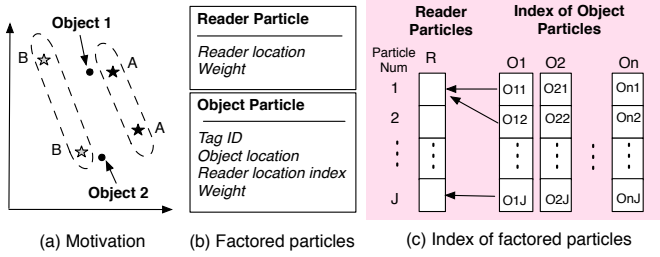 Object 1
B
A
A
B
Object 2
(a) Motivation
Reader Particle
Reader location
Weight
Object Particle
Tag ID
Object location
Reader location index
Weight
(b) Factored particles
Reader
Particles
Index of Object
Particles
Particle
Num
R
O1
O2
On
1
O11
O21
On1
2
O12
O22
On2
J
O1J
O2J
OnJ
(c) Index of factored particles